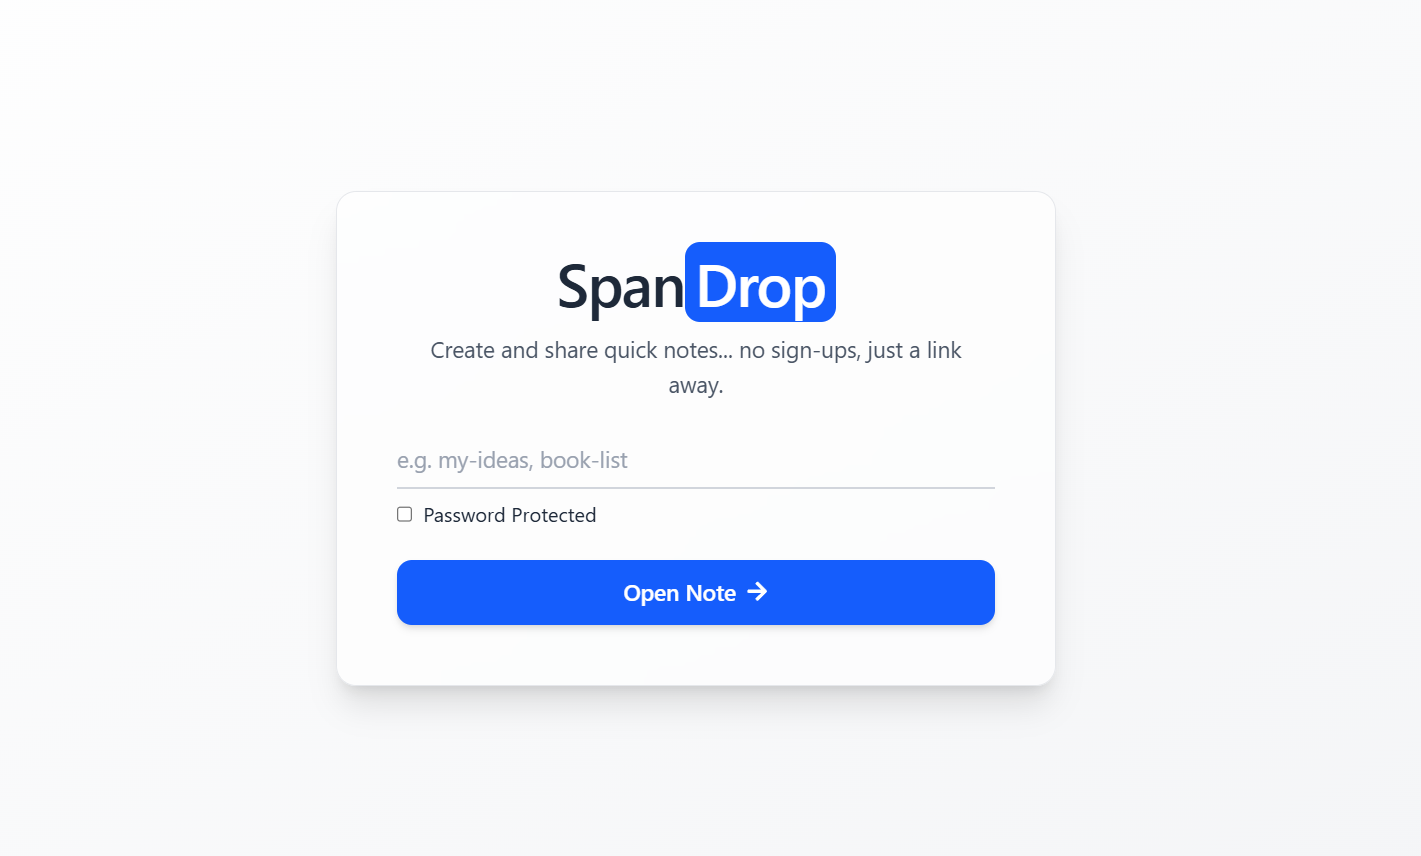 SpanDrop
Create and share quick notes... no sign-ups, just a link
away.
e.g. my-ideas, book-list
Password Protected
Open Note →